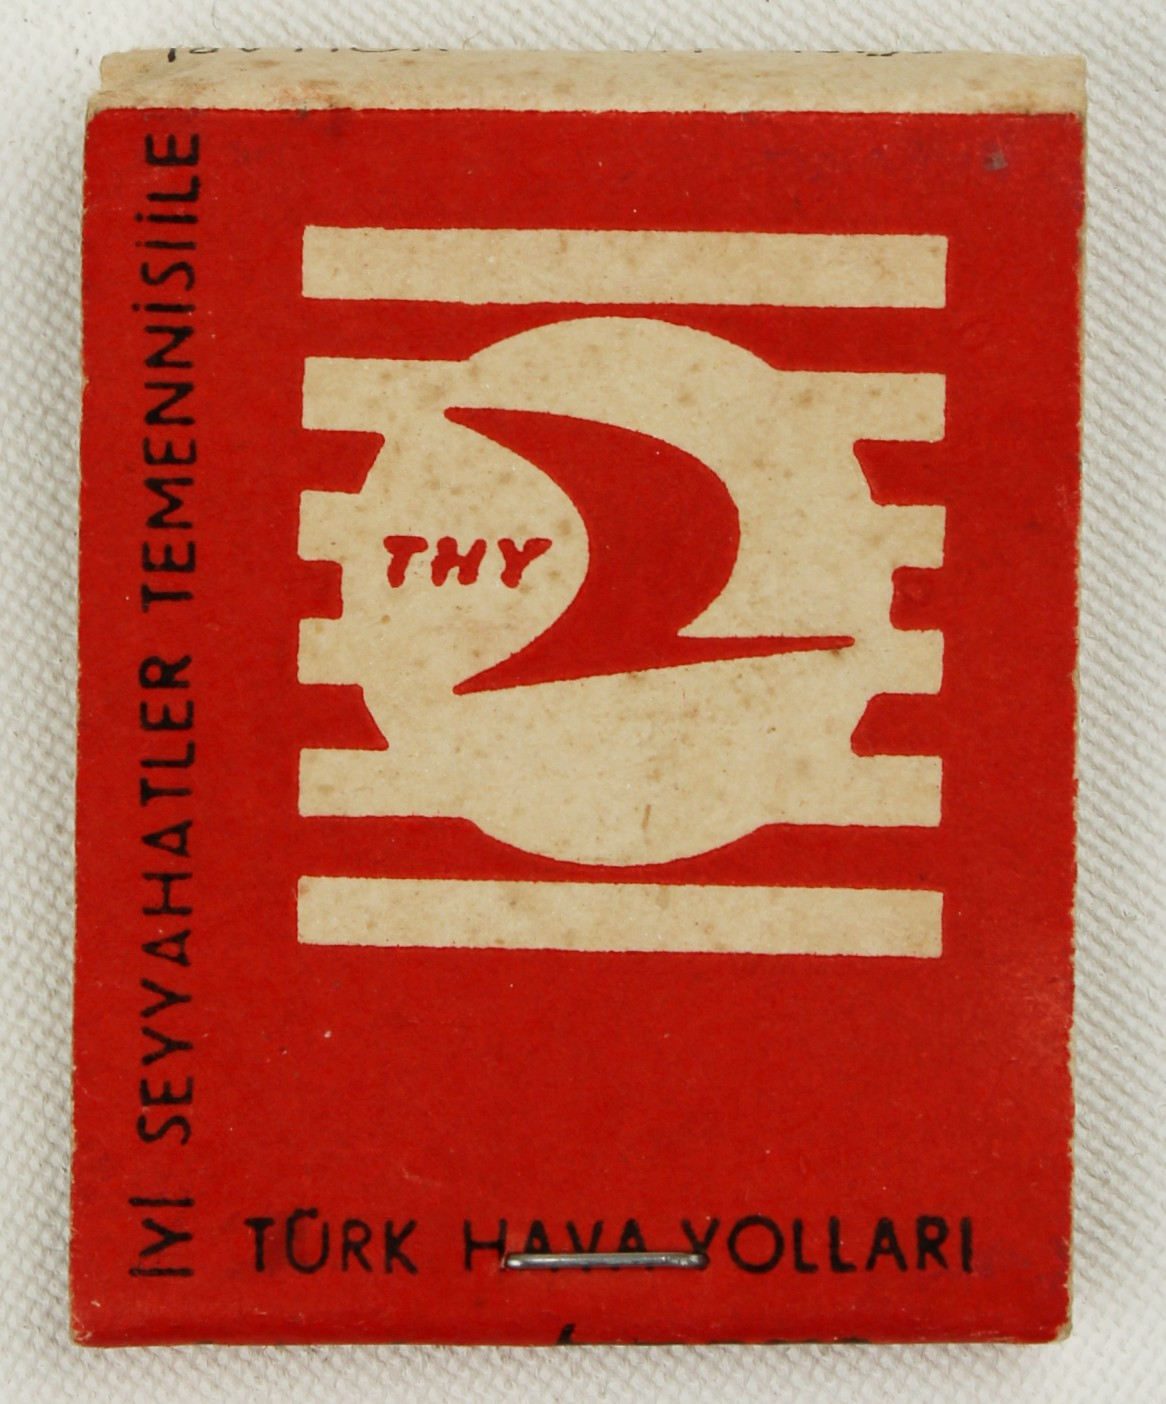 İYİ SEYYAHATLER TEMENNİSİİLE
THY
TÜRK HAVA YOLLARI